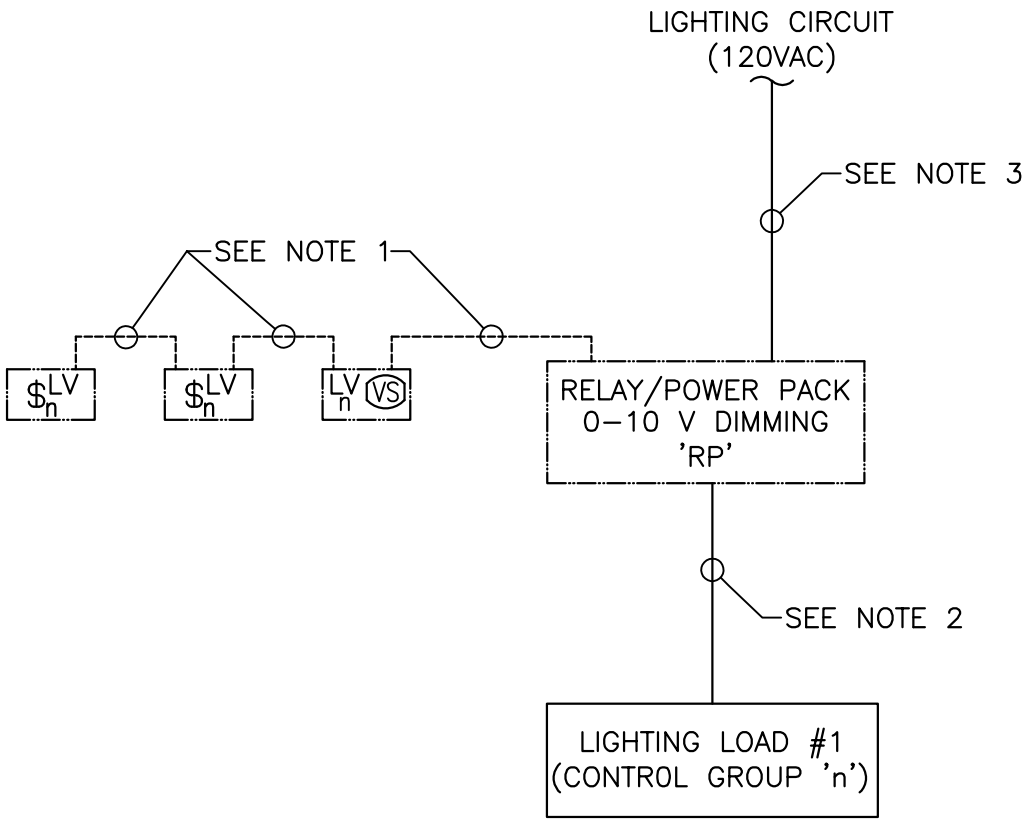 LIGHTING CIRCUIT
(120VAC)
SEE NOTE 3
SEE NOTE 1
$n LV
$n LV
LV
n
VS
RELAY/POWER PACK
0-10 V DIMMING
'RP'
SEE NOTE 2
LIGHTING LOAD #1
(CONTROL GROUP 'n')